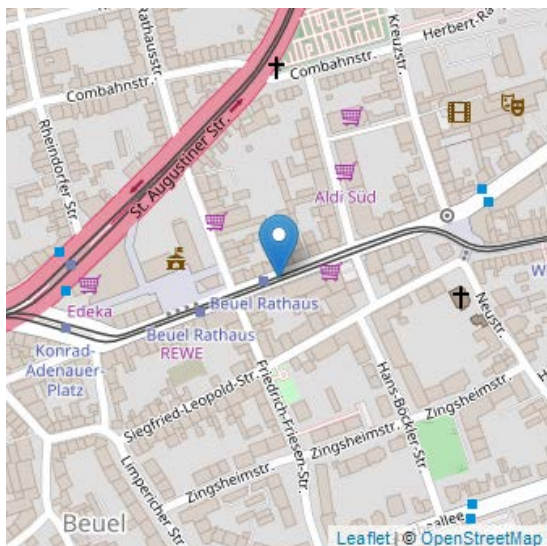 Rathausstr.
Kreuzstr.
Herbert-Ra
Combahnstr.
Combahnstr.
Rheindorfer Str.
St. Augustiner Str.
Aldi Süd
Edeka
Beuel Rathaus
W
Beuel Rathaus
REWE
Konrad-
Adenauer-
Platz
Neustr.
Siegfried-Leopold-Str.
Friedrich-Friesen-Str.
Hans-Böckler-Str
Zingsheimstr.
Zingsheimstr.
Zingsheimstr.
H
Limpericher Str.
Beuel
allee
Leaflet | © OpenStreetMap